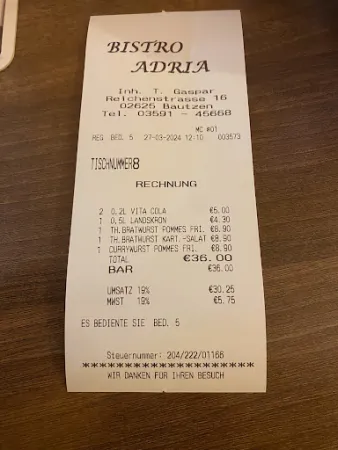 BISTRO
ADRIA
Inh. T. Gaspar
Reichenstrasse 16
02625 Bautzen
Tel. 03591 - 45668
MC #01
REG BED. 5 27-03-2024 12:10 003573
TISCHNUMMER8
RECHNUNG
2 0,2L VITA COLA €5.00
1 0,5L LANDSKRON €4.30
1 TH.BRATWURST POMMES FRI. €8.90
1 TH.BRATHURST KART.-SALAT €8.90
1 CURRYWURST POMMES FRI. €8.90
TOTAL €36.00
BAR €36.00
UMSATZ 19% €30.25
MWST 19% €5.75
ES BEDIENTE SIE BED. 5
Steuernummer: 204/222/01166
********************
WIR DANKEN FÜR IHREN BESUCH